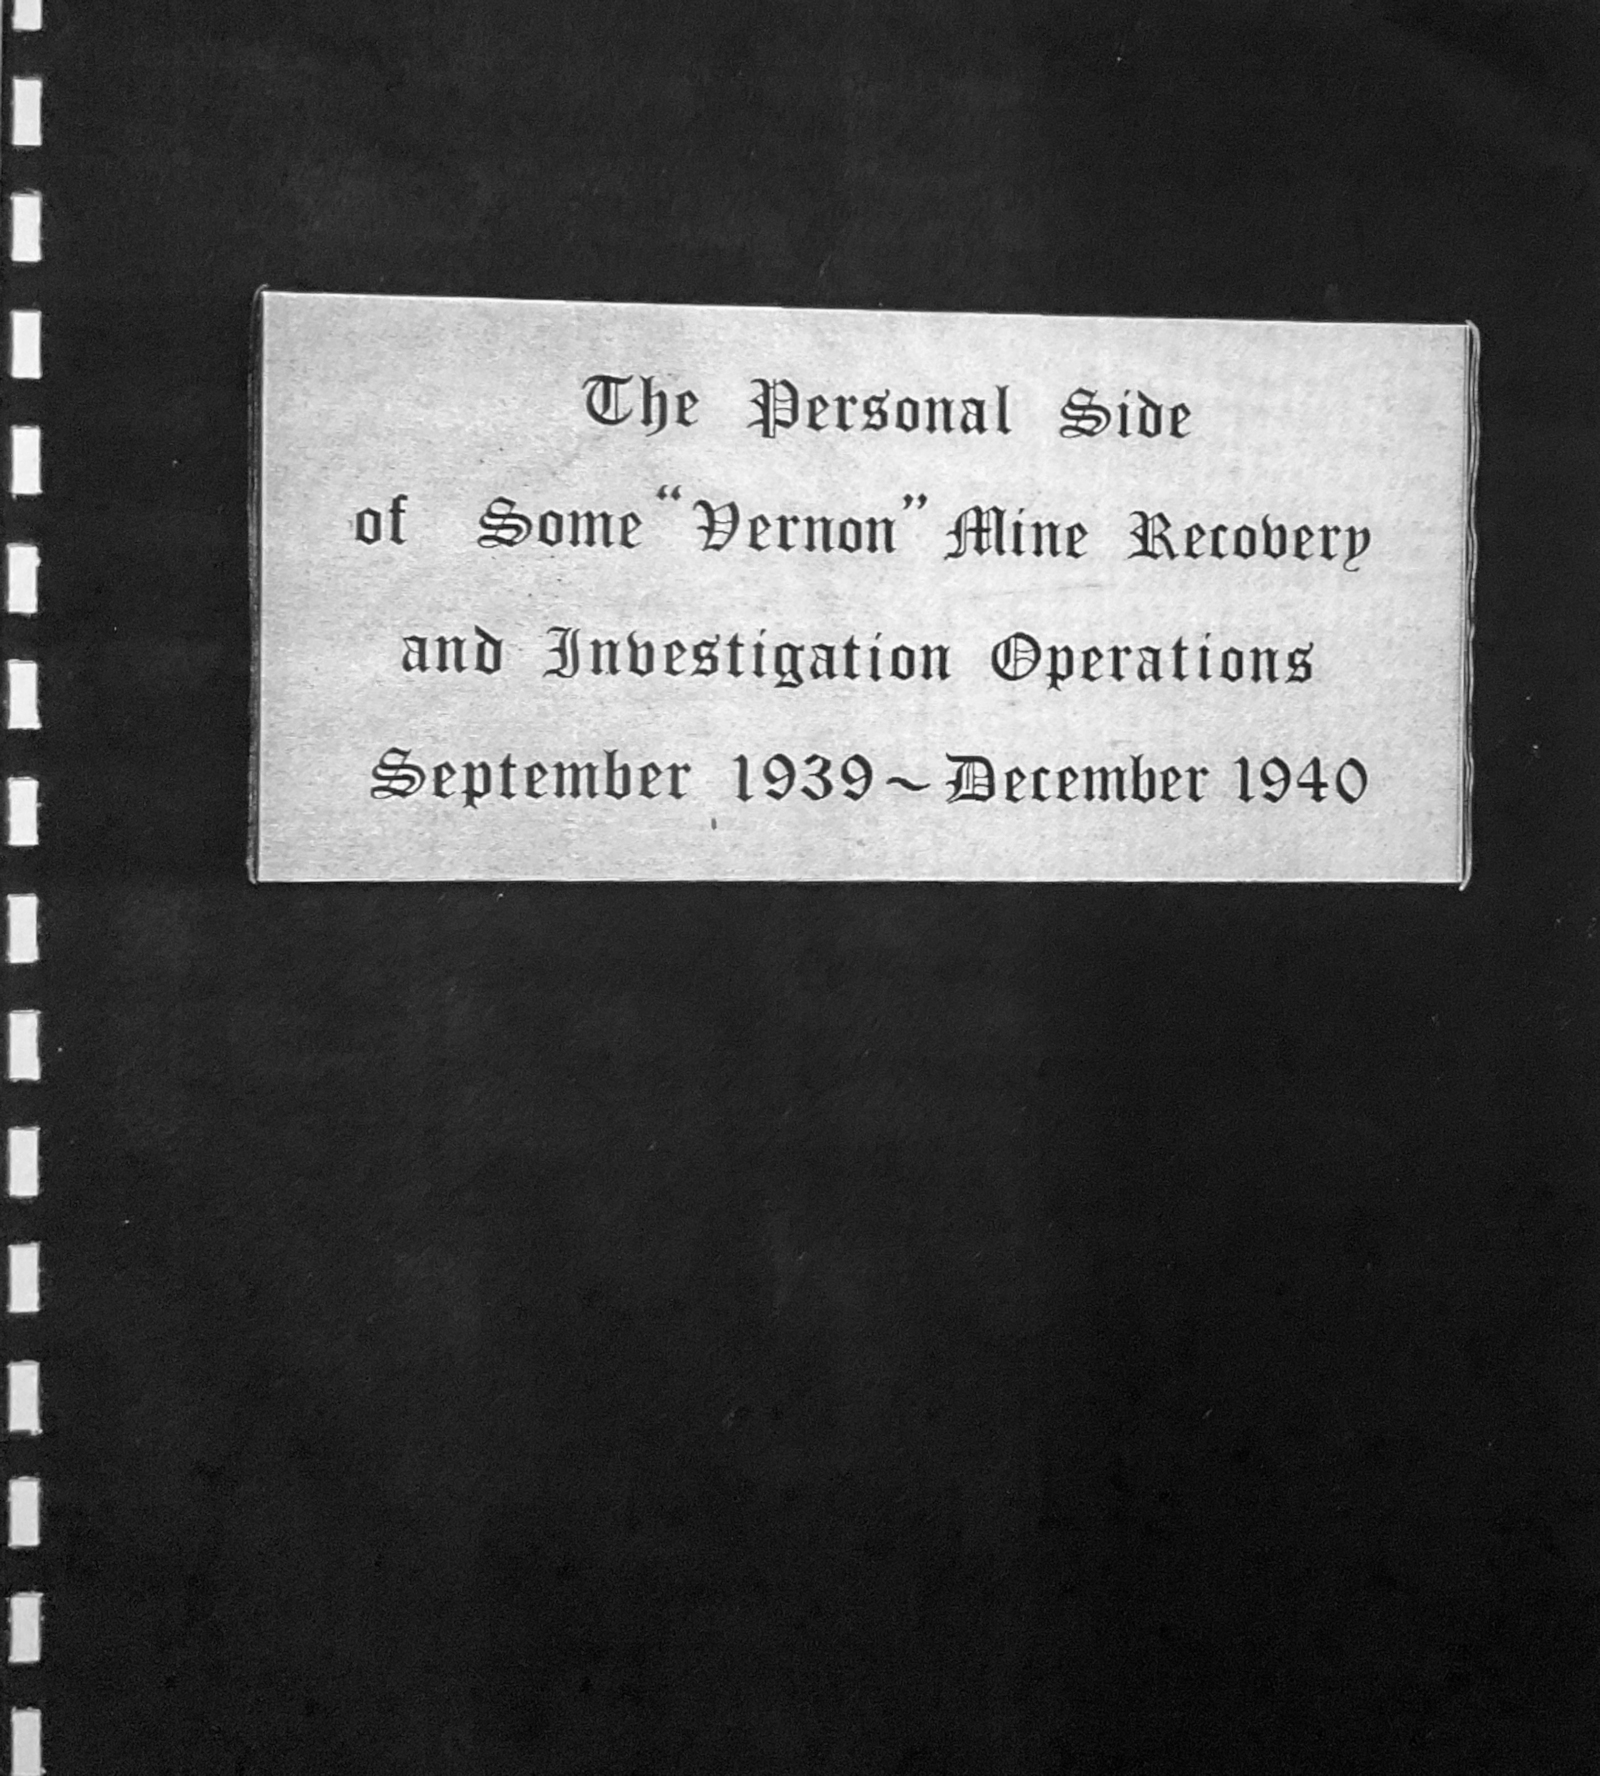 The Personal Side
of Some "Vernon" Mine Recovery
and Investigation Operations
September 1939 ~ December 1940